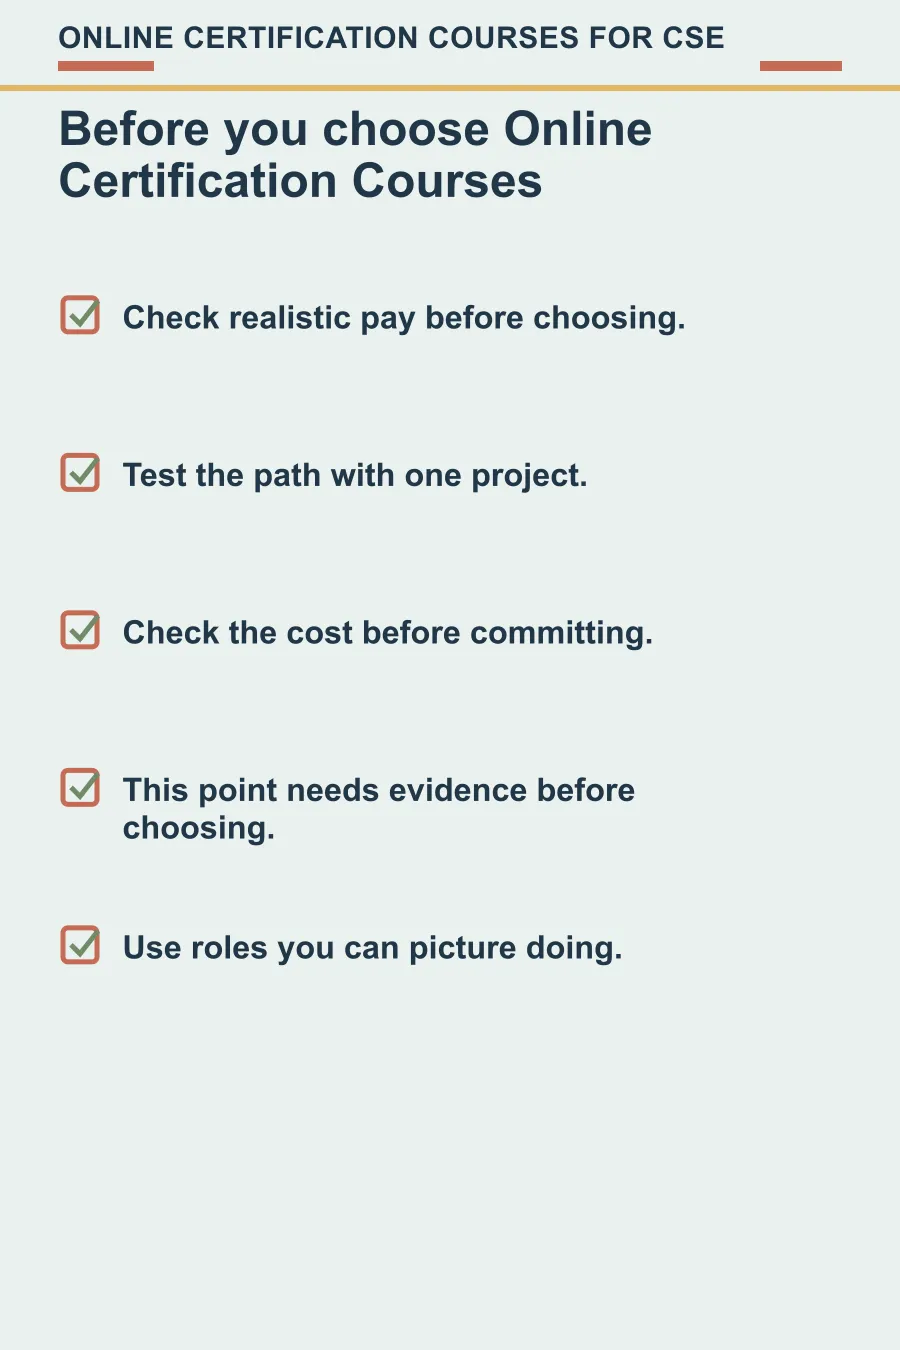 ONLINE CERTIFICATION COURSES FOR CSE
Before you choose Online
Certification Courses
Check realistic pay before choosing.
Test the path with one project.
Check the cost before committing.
This point needs evidence before
choosing.
Use roles you can picture doing.